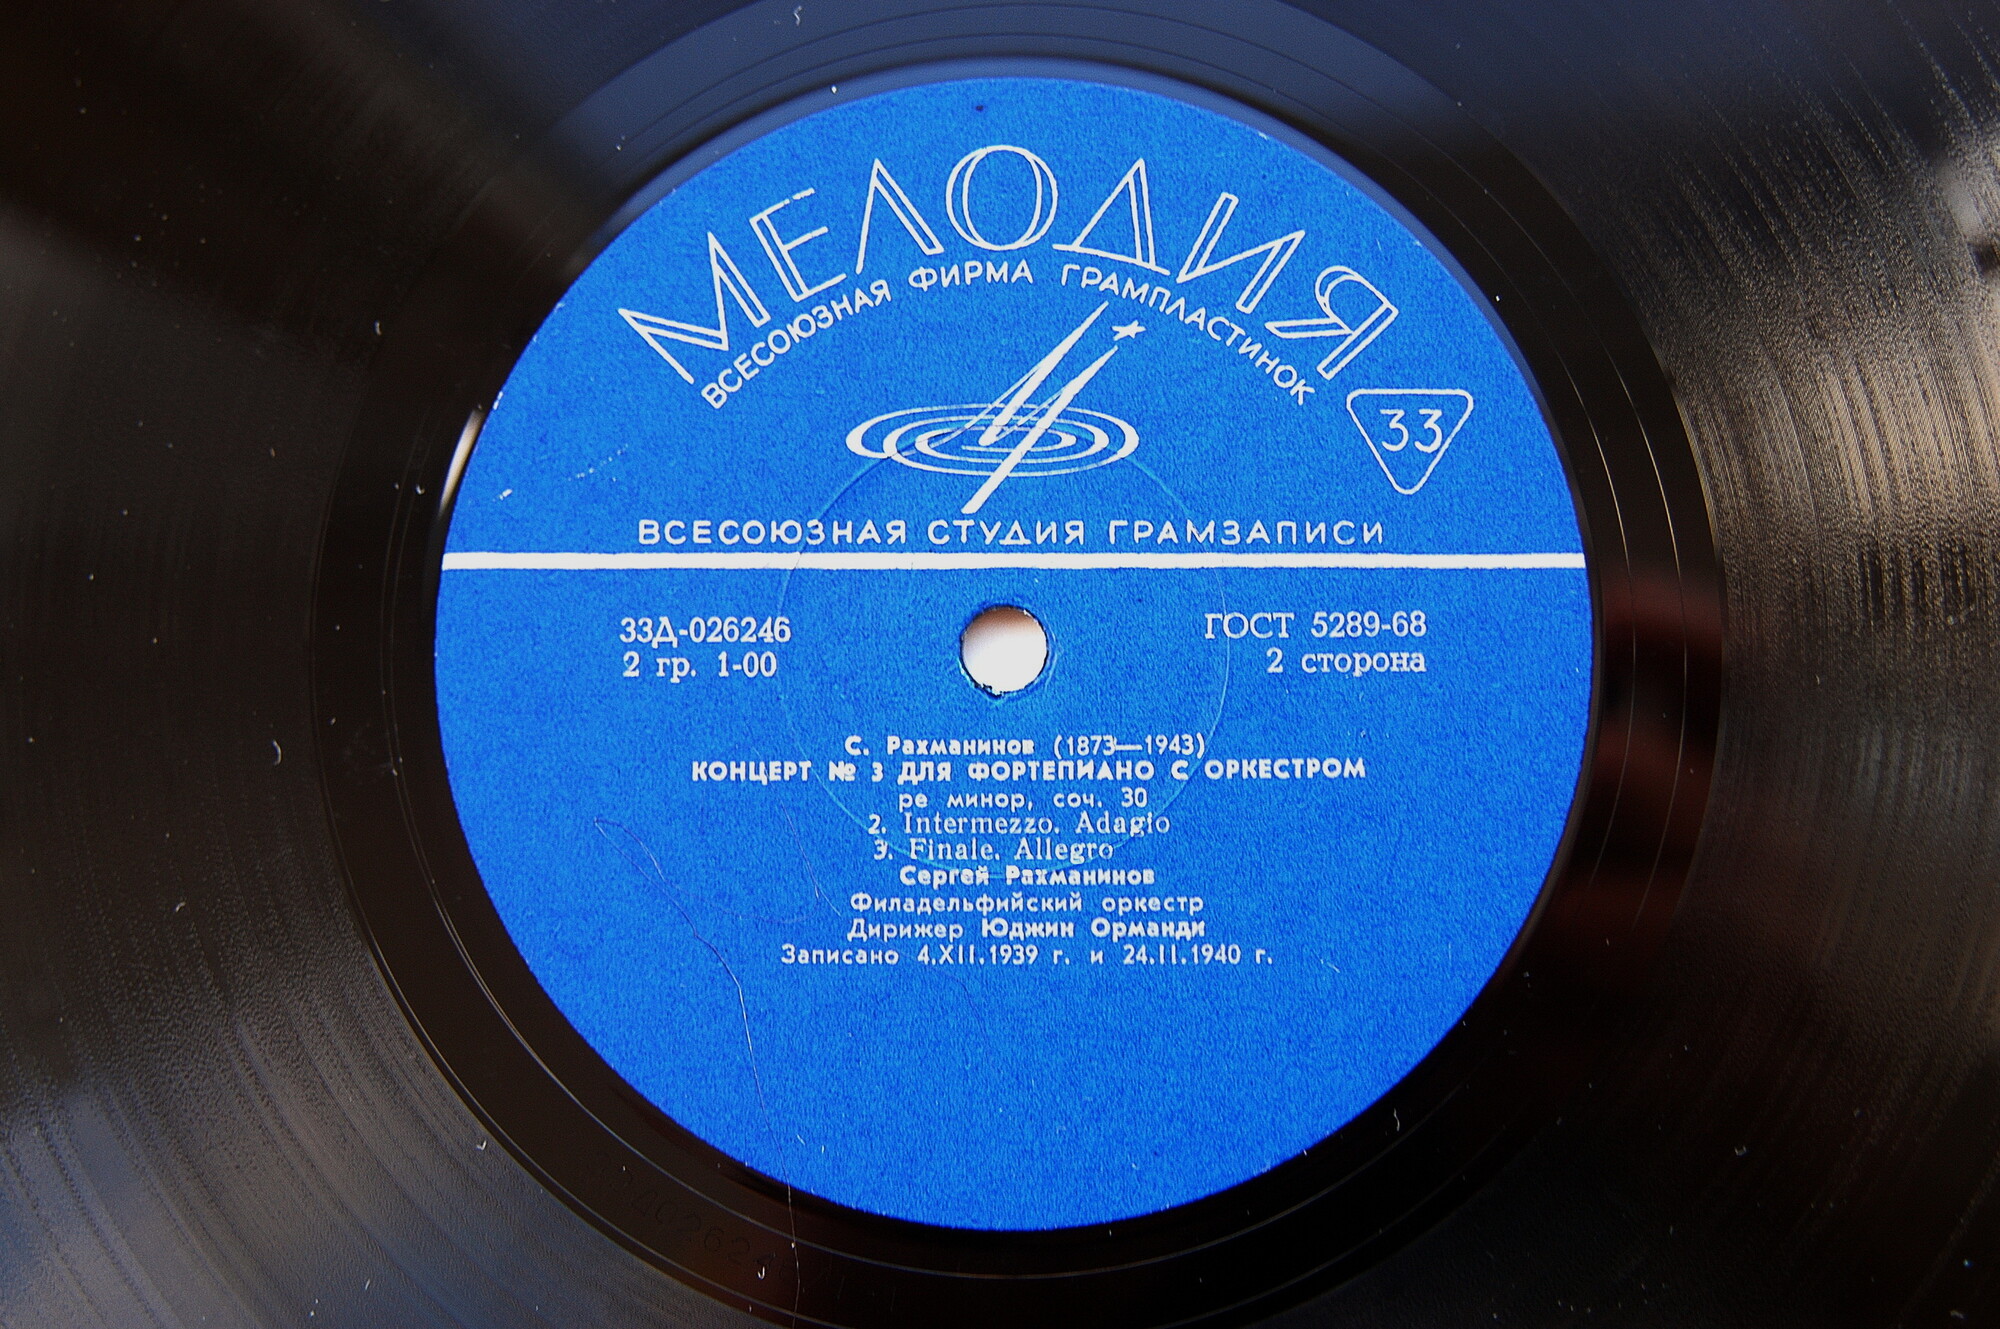 МЕЛОДИЯ
ВСЕСОЮЗНАЯ ФИРМА ГРАМПЛАСТИНОК
33
ВСЕСОЮЗНАЯ СТУДИЯ ГРАМЗАПИСИ
33Д-026246
2 гр. 1-00
ГОСТ 5289-68
2 сторона
С. Рахманинов (1873—1943)
КОНЦЕРТ № 3 ДЛЯ ФОРТЕПИАНО С ОРКЕСТРОМ
ре минор, соч. 30
2. Intermezzo. Adagio
3. Finale. Allegro
Сергей Рахманинов
Филадельфийский оркестр
Дирижер Юджин Орманди
Записано 4.XII.1939 г. и 24.II.1940 г.